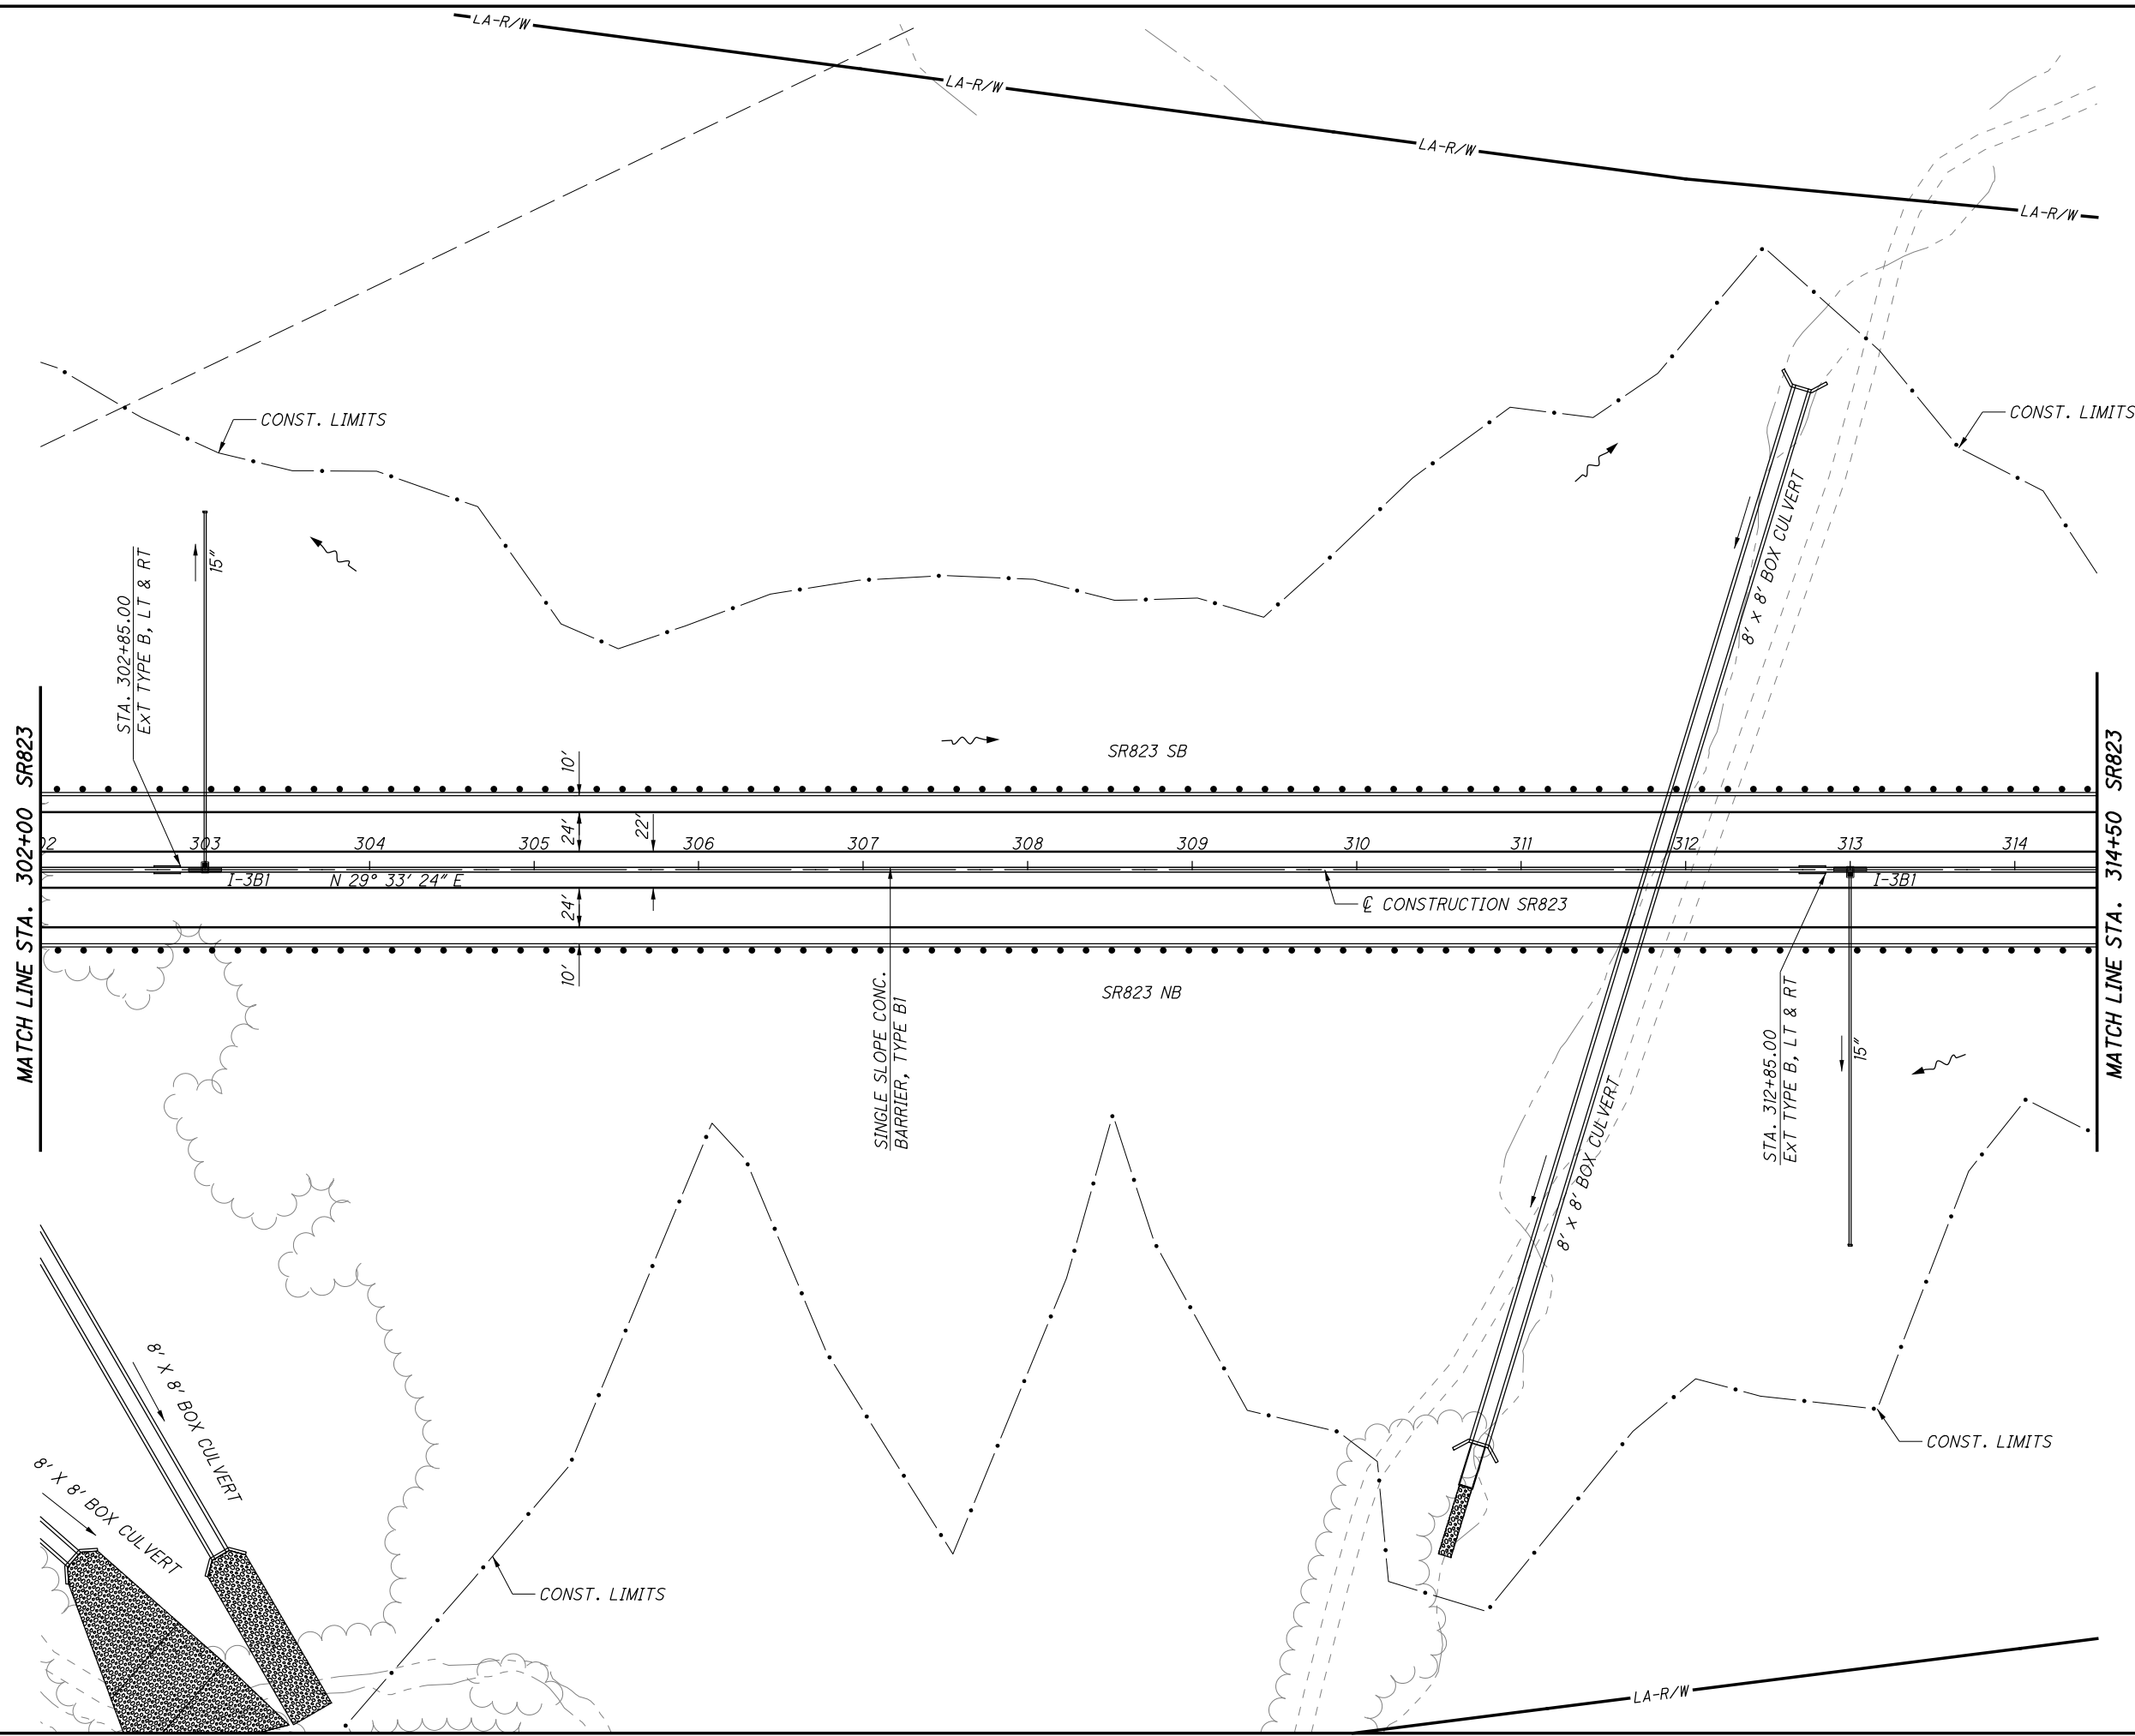 LA-R/W
LA-R/W
LA-R/W
LA-R/W
CONST. LIMITS
CONST. LIMITS
15"
STA. 302+85.00
ExT TYPE B, LT & RT
8' x 8' BOX CULVERT
MATCH LINE STA. 302+00 SR823
MATCH LINE STA. 314+50 SR823
SR823 SB
10'
24'
22'
02 303 304 305 306 307 308 309 310 311 312 313 314
I-3B1
N 29° 33' 24" E
I-3B1
℄ CONSTRUCTION SR823
24'
10'
SR823 NB
SINGLE SLOPE CONC.
BARRIER, TYPE B1
STA. 312+85.00
ExT TYPE B, LT & RT
15"
8' x 8' BOX CULVERT
8' X 8' BOX CULVERT
8' X 8' BOX CULVERT
CONST. LIMITS
CONST. LIMITS
LA-R/W